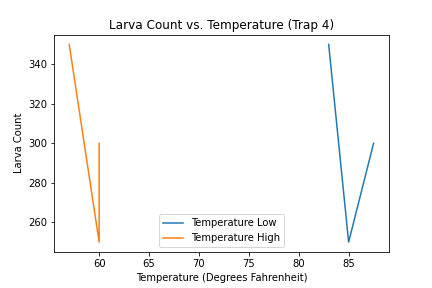 Larva Count vs. Temperature (Trap 4)
Larva Count
340
320
300
280
260
Temperature Low
Temperature High
60 65 70 75 80 85
Temperature (Degrees Fahrenheit)